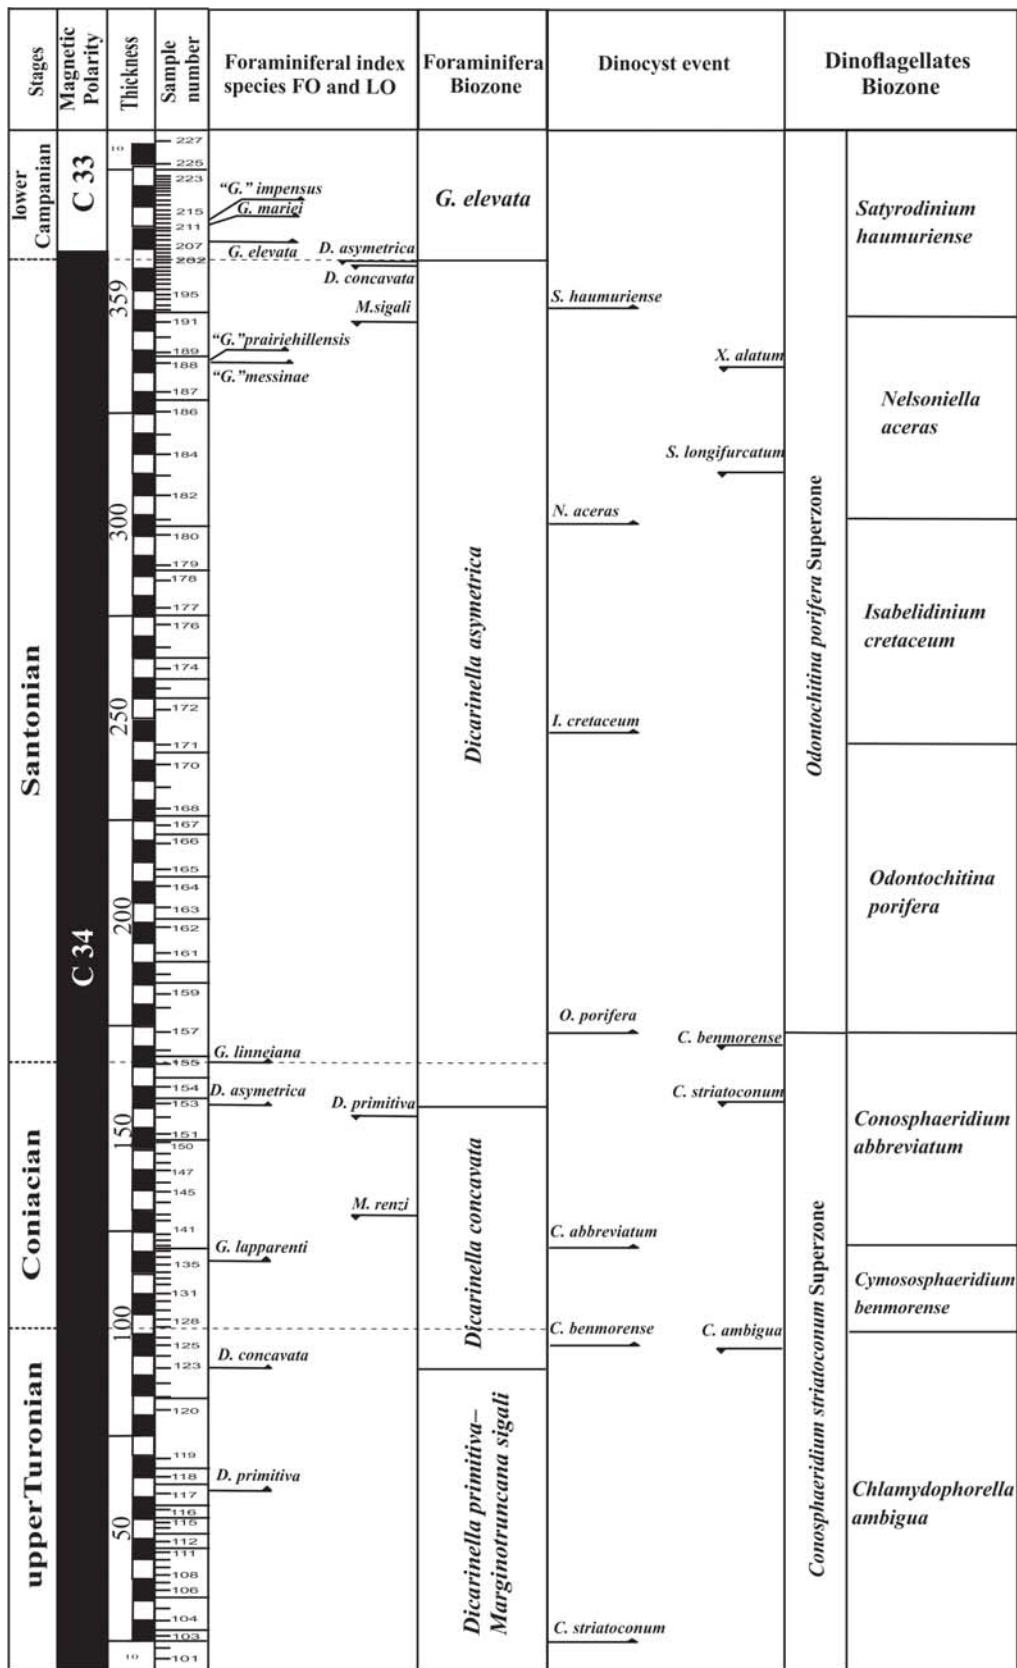 Stages
Magnetic
Polarity
Thickness
Sample
number
Foraminiferal index
species FO and LO
Foraminifera
Biozone
Dinocyst event
Dinoflagellates
Biozone
lower
Campanian
Santonian
Coniacian
upperTuronian
C 33
C 34
10
359
300
250
200
150
100
50
10
227
225
223
215
211
207
202
195
191
189
188
187
186
184
182
180
179
178
177
176
174
172
171
170
168
167
166
165
164
163
162
161
159
157
155
154
153
151
150
147
145
141
135
131
128
125
123
120
119
118
117
116
115
112
111
108
106
104
103
101
"G." impensus
G. mariei
G. elevata
D. asymetrica
D. concavata
M.sigali
"G."prairiehillensis
"G."messinae
G. linneiana
D. asymetrica
D. primitiva
M. renzi
G. lapparenti
D. concavata
D. primitiva
G. elevata
Dicarinella asymetrica
Dicarinella concavata
Dicarinella primitiva–
Marginotruncana sigali
S. haumuriense
X. alatum
S. longifurcatum
N. aceras
I. cretaceum
O. porifera
C. benmorense
C. striatoconum
C. abbreviatum
C. benmorense
C. ambigua
C. striatoconum
Odontochitina porifera Superzone
Conosphaeridium striatoconum Superzone
Satyrodinium
haumuriense
Nelsoniella
aceras
Isabelidinium
cretaceum
Odontochitina
porifera
Conosphaeridium
abbreviatum
Cymososphaeridium
benmorense
Chlamydophorella
ambigua